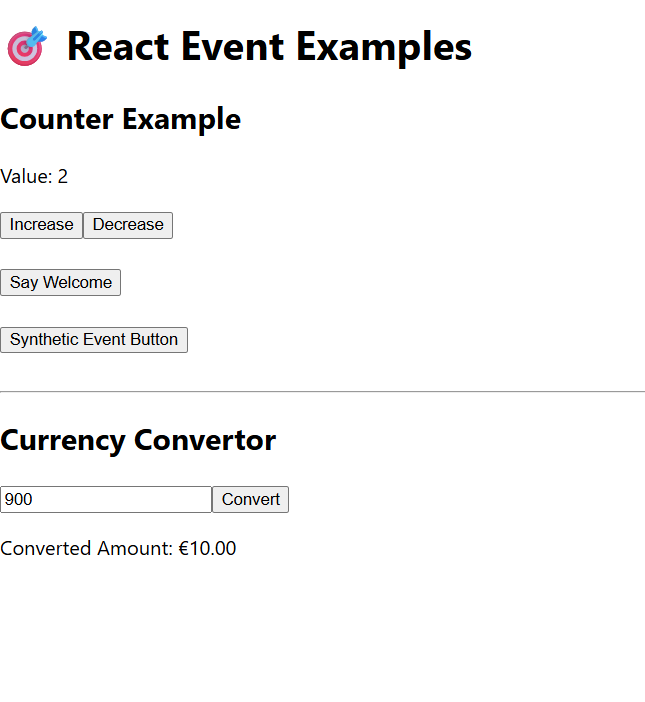 🎯 React Event Examples
Counter Example
Value: 2
Increase Decrease
Say Welcome
Synthetic Event Button
Currency Convertor
900 Convert
Converted Amount: €10.00